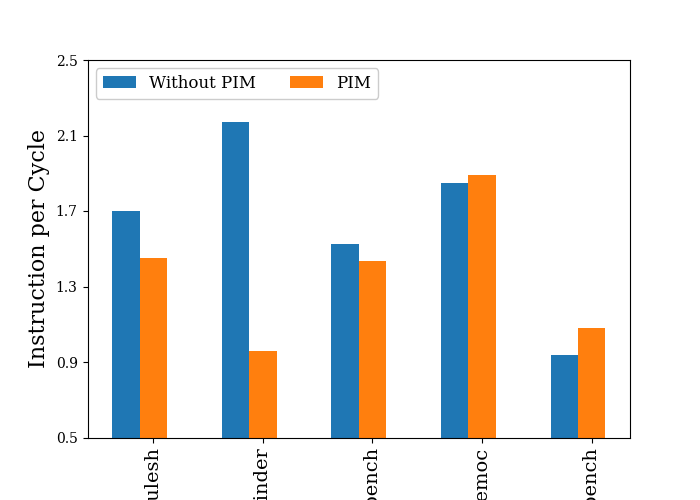 Without PIM PIM
Instruction per Cycle
2.5
2.1
1.7
1.3
0.9
0.5
ulesh
inder
bench
emoc
bench